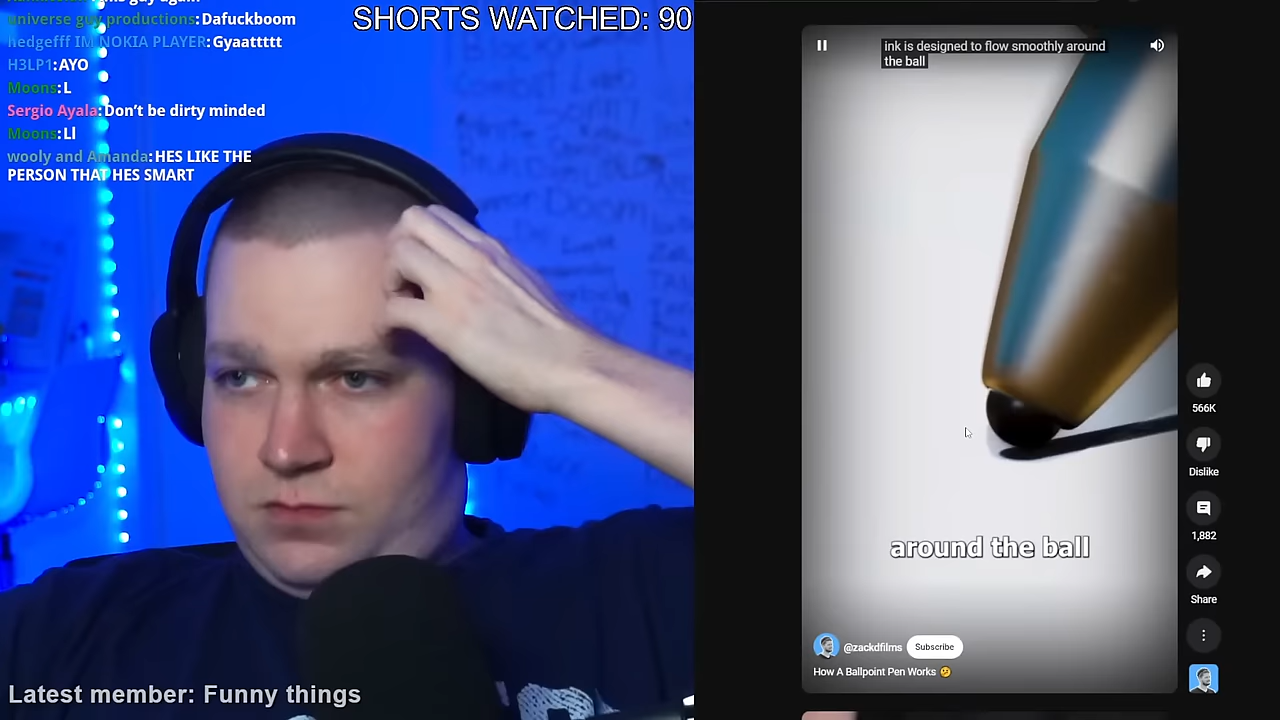 universe guy productions: Dafuckboom
hedgefff IM NOKIA PLAYER: Gyaattttt
H3LP1: AYO
Moons: L
Sergio Ayala: Don't be dirty minded
Moons: Ll
wooly and Amanda: HES LIKE THE
PERSON THAT HES SMART
SHORTS WATCHED: 90
Latest member: Funny things
ink is designed to flow smoothly around
the ball
around the ball
@zackdfilms
Subscribe
How A Ballpoint Pen Works 🤔
566K
Dislike
1,882
Share